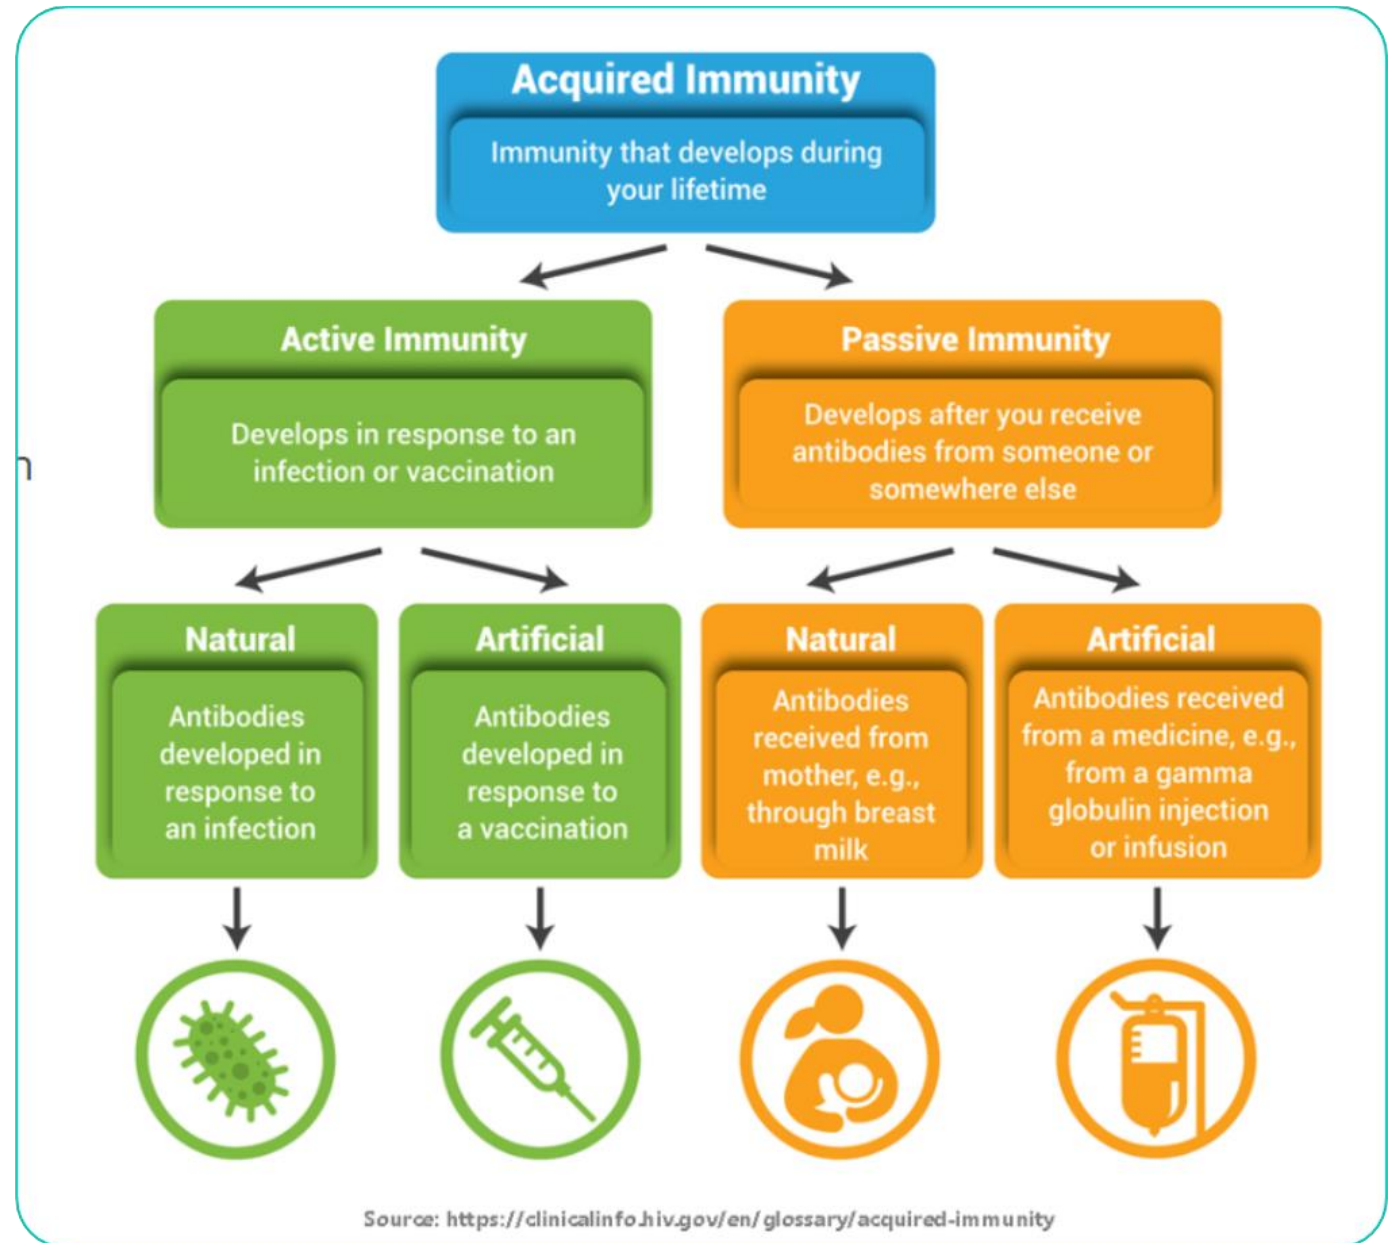 Acquired Immunity
Immunity that develops during
your lifetime
Active Immunity
Develops in response to an
infection or vaccination
Passive Immunity
Develops after you receive
antibodies from someone or
somewhere else
n
Natural
Antibodies
developed in
response to
an infection
Artificial
Antibodies
developed in
response to
a vaccination
Natural
Antibodies
received from
mother, e.g.,
through breast
milk
Artificial
Antibodies received
from a medicine, e.g.,
from a gamma
globulin injection
or infusion
Source: https://clinicalinfo.hiv.gov/en/glossary/acquired-immunity